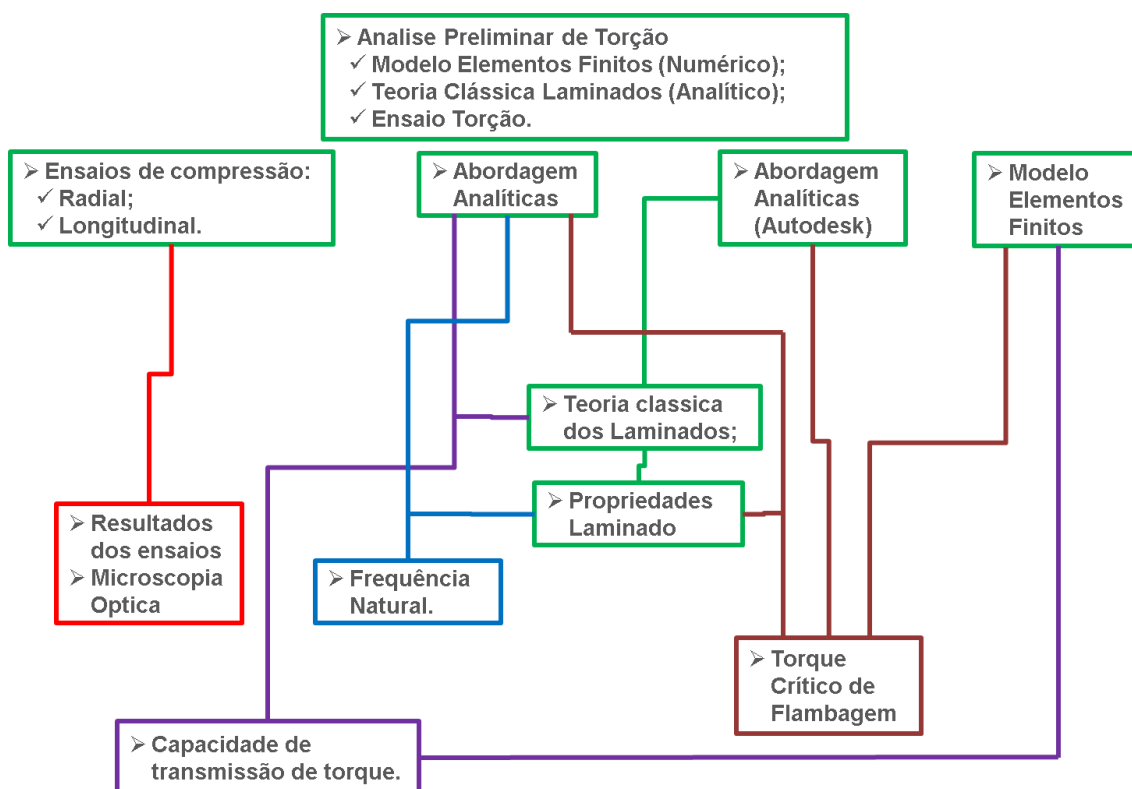 ➢ Analise Preliminar de Torção
✓ Modelo Elementos Finitos (Numérico);
✓ Teoria Clássica Laminados (Analítico);
✓ Ensaio Torção.
➢ Ensaios de compressão:
✓ Radial;
✓ Longitudinal.
➢ Abordagem
Analíticas
➢ Abordagem
Analíticas
(Autodesk)
➢ Modelo
Elementos
Finitos
➢ Teoria classica
dos Laminados;
➢ Propriedades
Laminado
➢ Resultados
dos ensaios
➢ Microscopia
Optica
➢ Frequência
Natural.
➢ Torque
Crítico de
Flambagem
➢ Capacidade de
transmissão de torque.